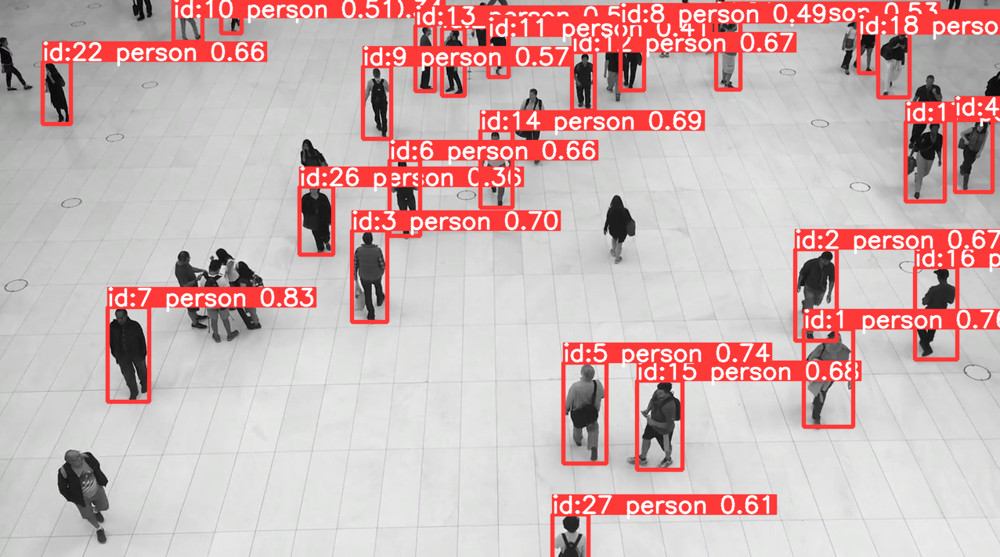 id:10 person 0.51
id:13 person 0.5
id:8 person 0.49
son 0.53
id:18 perso
id:11 person 0.41
id:12
0.67
id:22 person 0.66
id:9 person 0.57
id:14 person 0.69
id:1
id:4
id:6 person 0.66
id:26 person 0.36
id:3 person 0.70
id:2 person 0.67
id:16 p
id:7 person 0.83
id:1 person 0.76
id:5 person 0.74
id:15 person 0.68
id:27 person 0.61